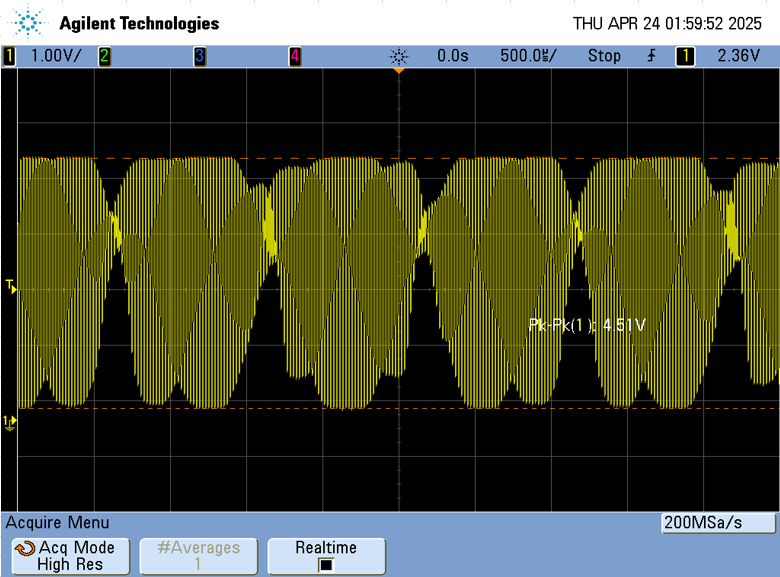 Agilent Technologies THU APR 24 01:59:52 2025
1 1.00V/ 2 3 4 0.0s 500.0㎲/ Stop 1 2.36V
T
Pk-Pk(1): 4.51V
1
Acquire Menu 200MSa/s
Acq Mode #Averages Realtime
High Res 1